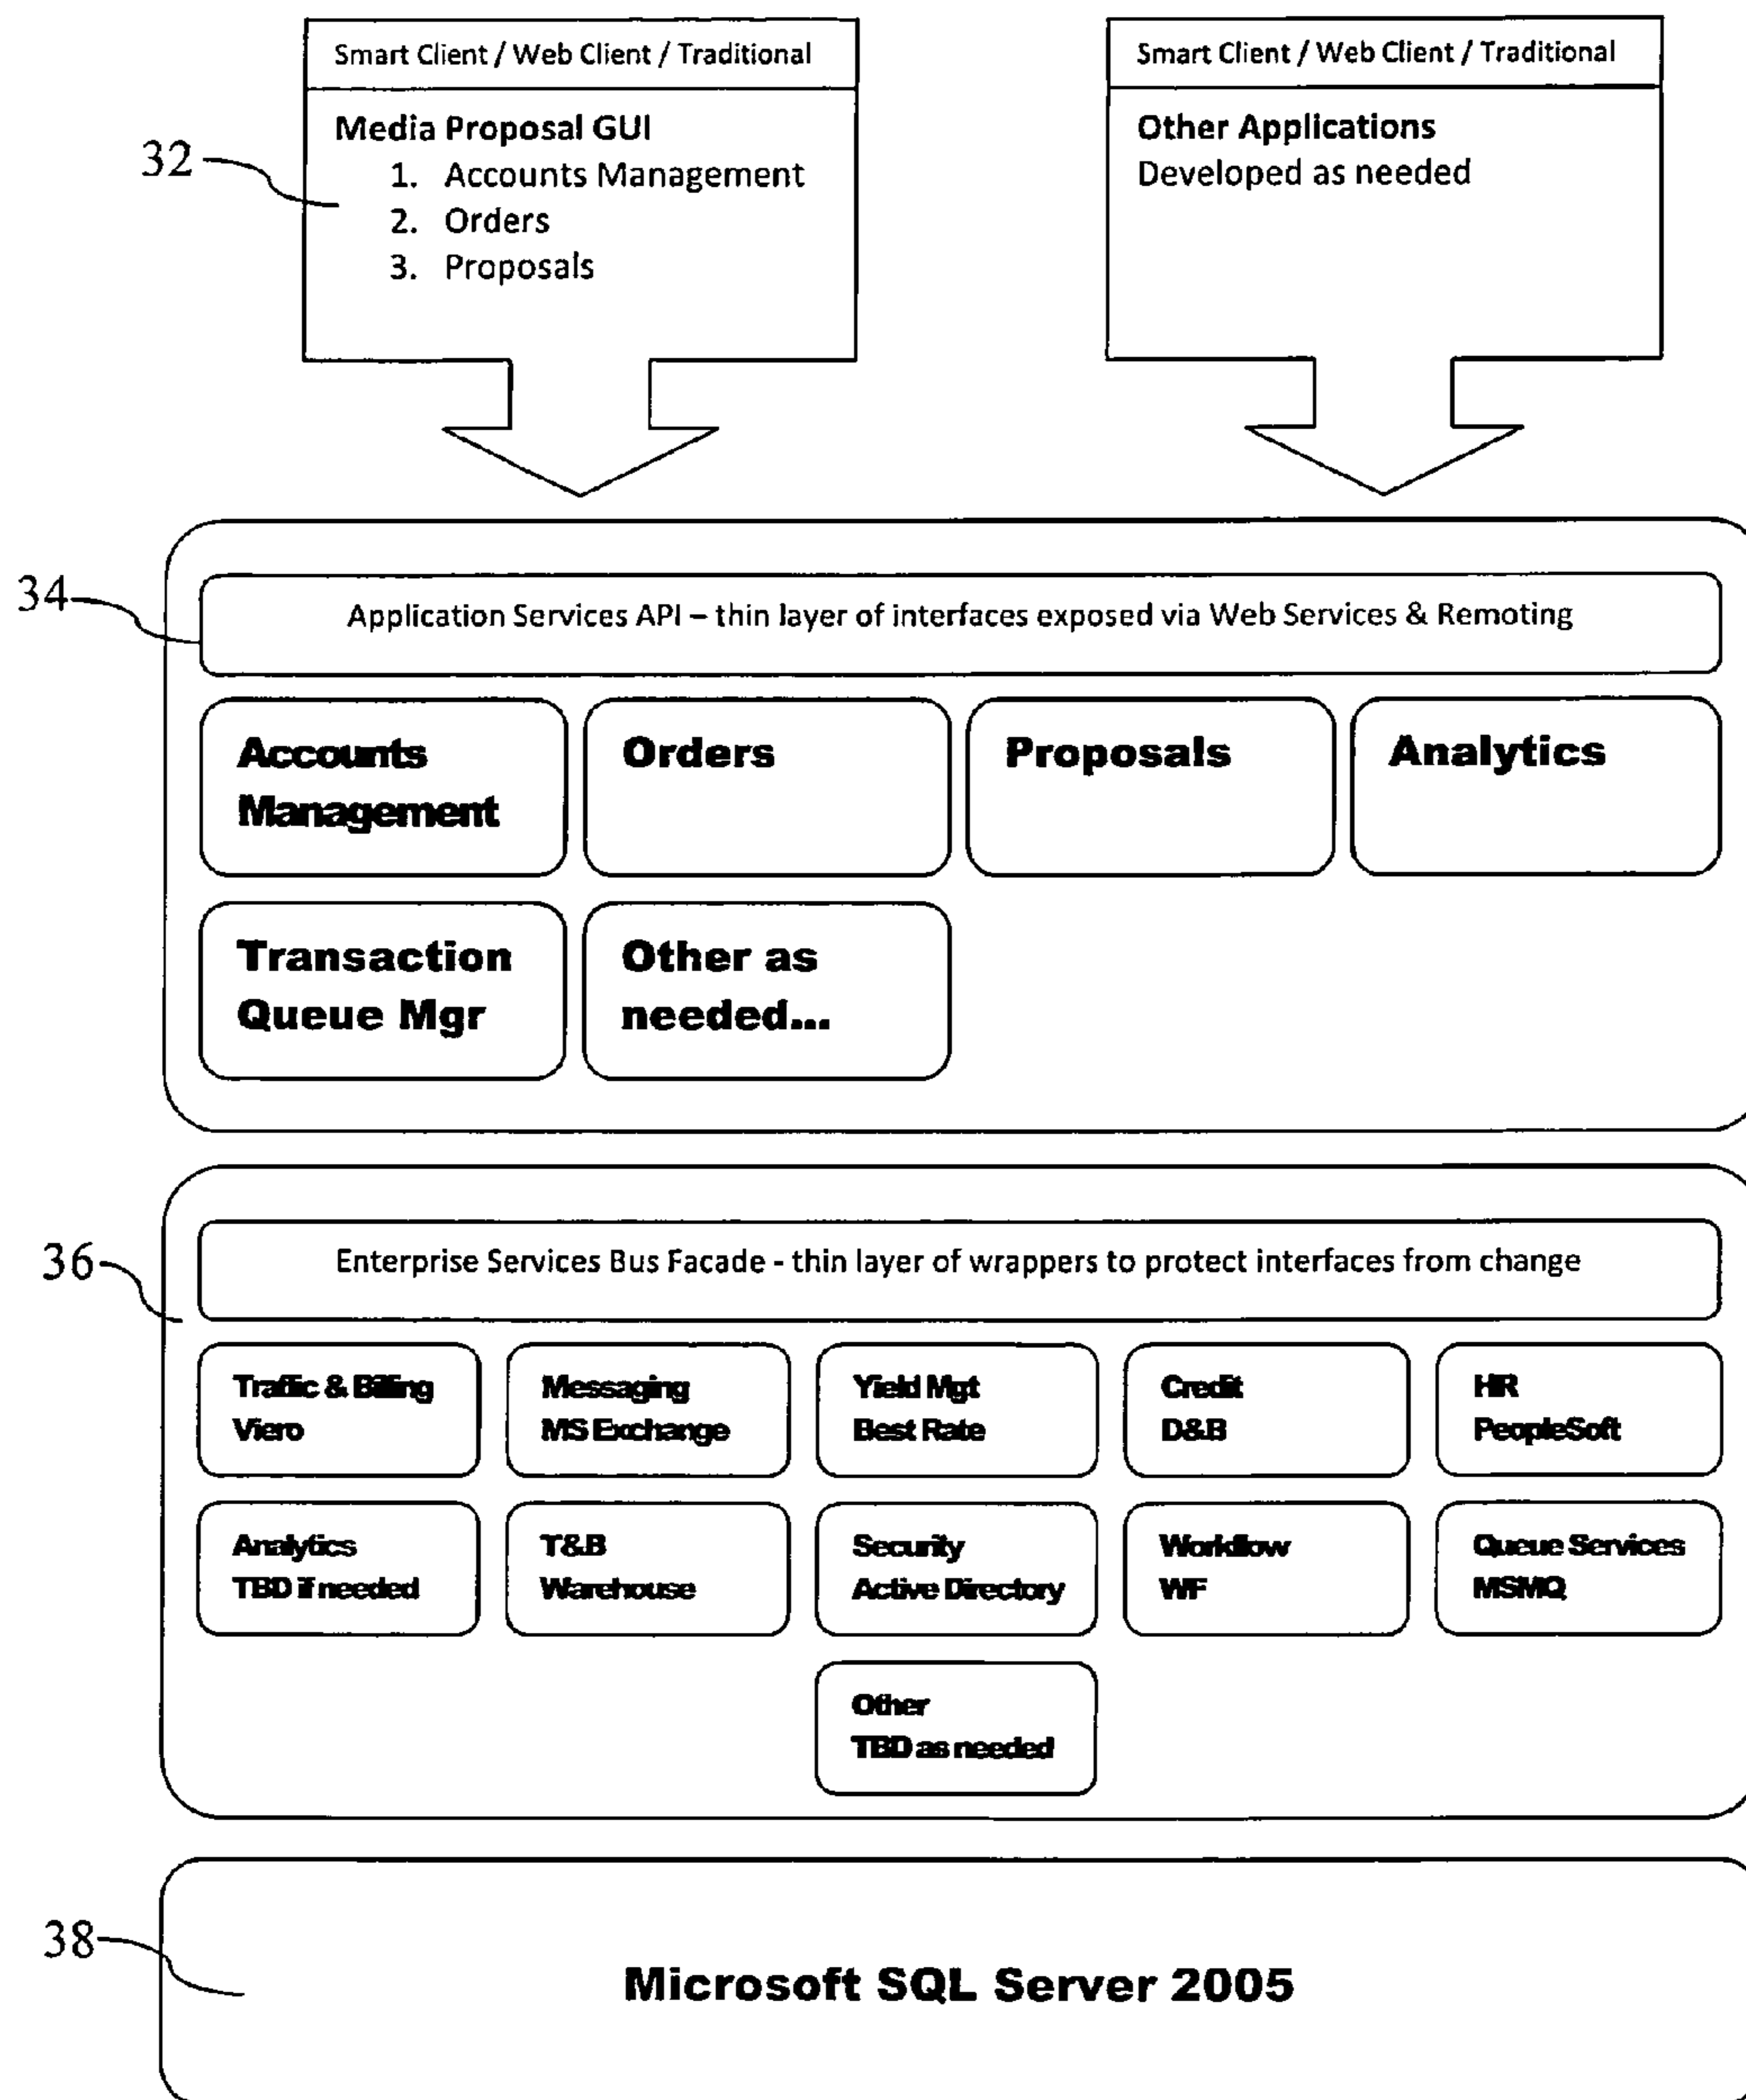 Smart Client / Web Client / Traditional
Media Proposal GUI
1. Accounts Management
2. Orders
3. Proposals
32
Smart Client / Web Client / Traditional
Other Applications
Developed as needed
34
Application Services API – thin layer of interfaces exposed via Web Services & Remoting
Accounts
Management
Orders
Proposals
Analytics
Transaction
Queue Mgr
Other as
needed...
36
Enterprise Services Bus Facade - thin layer of wrappers to protect interfaces from change
Traffic & Billing
Viero
Messaging
MS Exchange
Yield Mgt
Best Rate
Credit
D&B
HR
PeopleSoft
Analytics
TBD if needed
T&B
Warehouse
Security
Active Directory
Workflow
WF
Queue Services
MSMQ
Other
TBD as needed
38
Microsoft SQL Server 2005